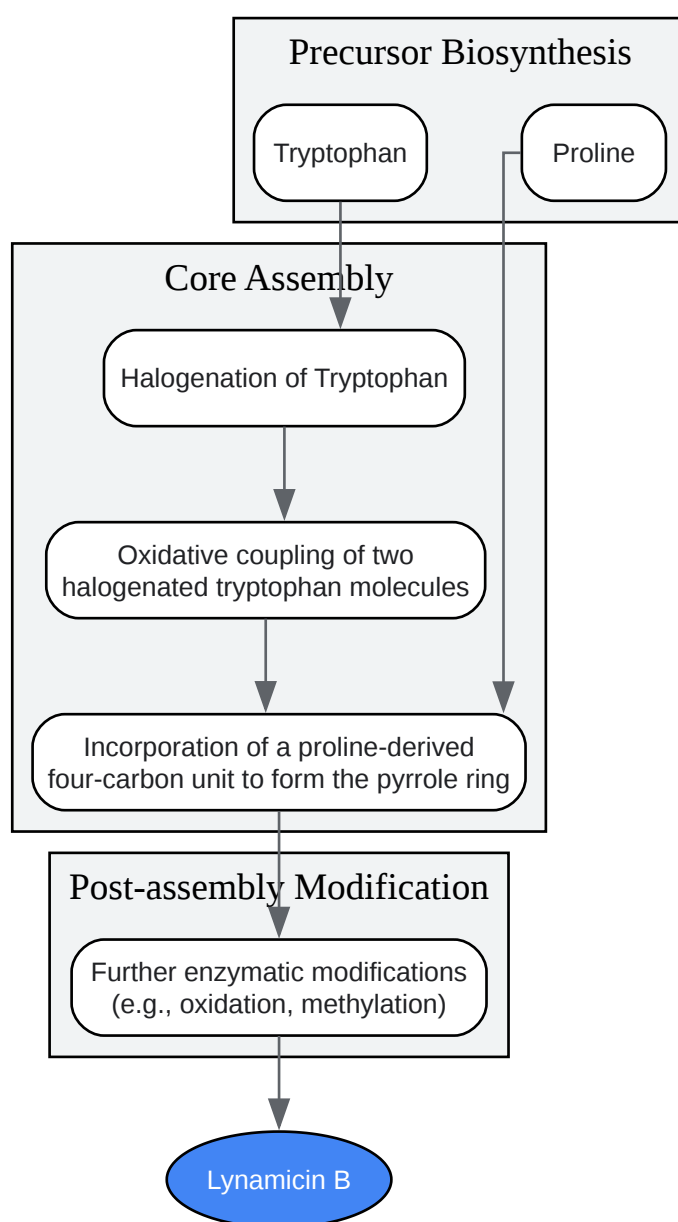 Precursor Biosynthesis
Tryptophan
Proline
Core Assembly
Halogenation of Tryptophan
Oxidative coupling of two
halogenated tryptophan molecules
Incorporation of a proline-derived
four-carbon unit to form the pyrrole ring
Post-assembly Modification
Further enzymatic modifications
(e.g., oxidation, methylation)
Lynamicin B